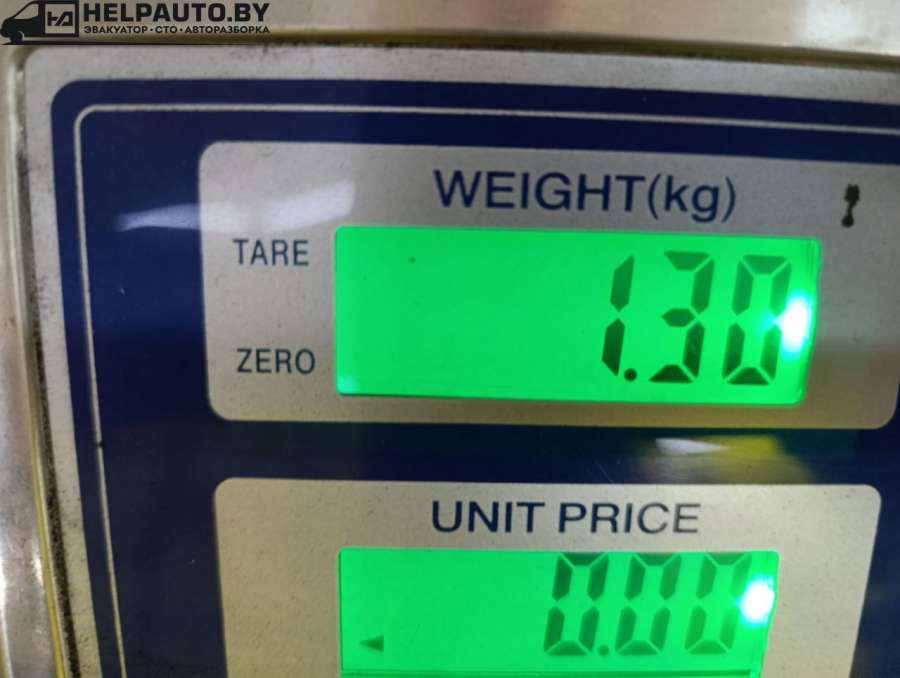 HELPAUTO.BY
ЭВАКУАТОР • СТО • АВТОРАЗБОРКА
WEIGHT(kg)
TARE
1.30
ZERO
UNIT PRICE
0.00